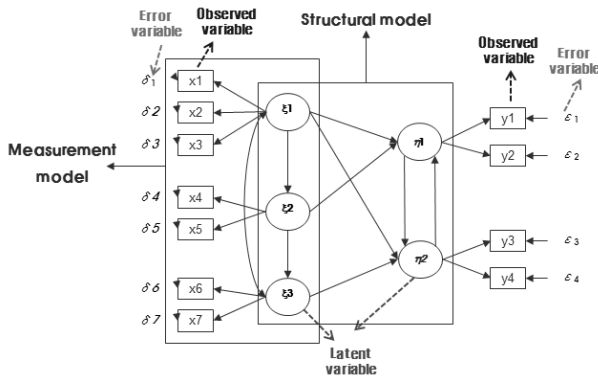 Error
variable
Observed
variable
Structural model
Observed
variable
Error
variable
δ1 x1
δ2 x2
δ3 x3
ξ1
η1
y1 ε1
y2 ε2
Measurement
model
δ4 x4
δ5 x5
ξ2
η2
y3 ε3
y4 ε4
δ6 x6
δ7 x7
ξ3
Latent
variable